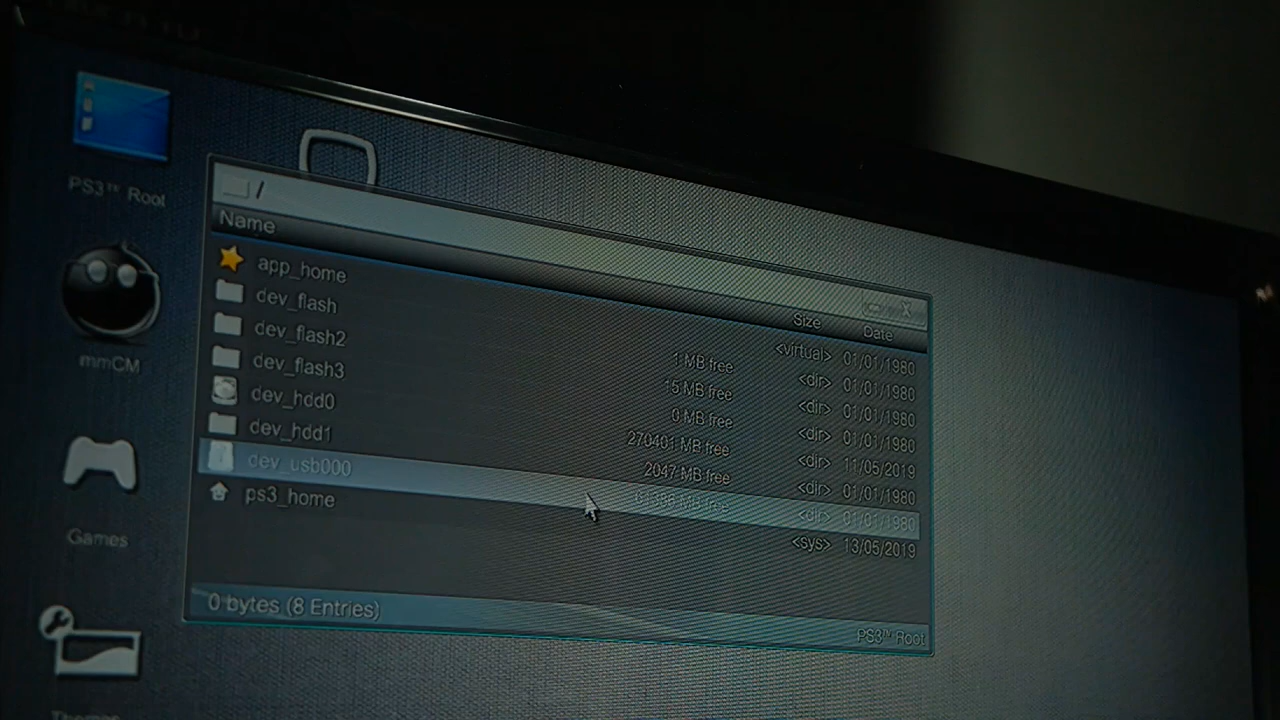 PS3™ Root
mmCM
Games
/
Name Size Date
app_home <virtual> 01/01/1980
dev_flash 1 MB free <dir> 01/01/1980
dev_flash2 15 MB free <dir> 01/01/1980
dev_flash3 0 MB free <dir> 01/01/1980
dev_hdd0 270401 MB free <dir> 11/05/2019
dev_hdd1 2047 MB free <dir> 01/01/1980
dev_usb000 MB free <dir> 01/01/1980
ps3_home <sys> 13/05/2019
0 bytes (8 Entries)
PS3™ Root